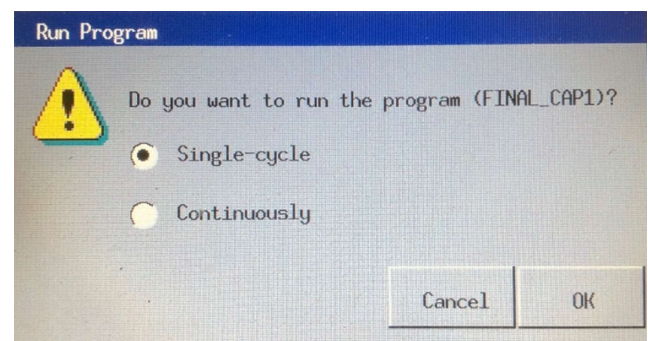 Run Program
Do you want to run the program (FINAL_CAP1)?
Single-cycle
Continuously
Cancel
OK